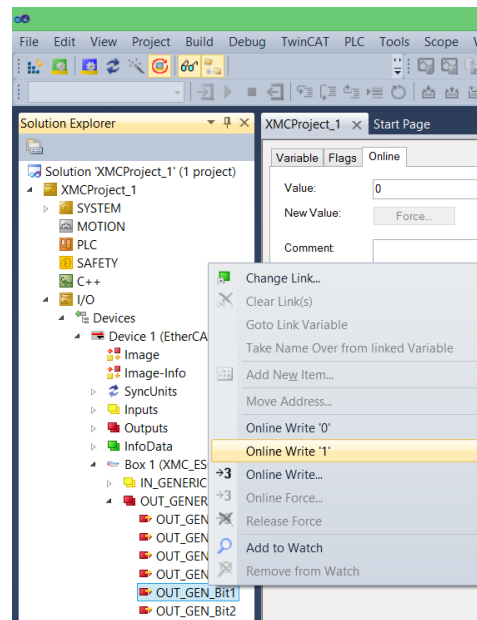 File Edit View Project Build Debug TwinCAT PLC Tools Scope
Solution Explorer
XMCProject_1 Start Page
Solution 'XMCProject_1' (1 project)
XMCProject_1
SYSTEM
MOTION
PLC
SAFETY
C++
I/O
Devices
Device 1 (EtherCA
Image
Image-Info
SyncUnits
Inputs
Outputs
InfoData
Box 1 (XMC_ES
IN_GENERIC
OUT_GENER
OUT_GEN
OUT_GEN
OUT_GEN
OUT_GEN
OUT_GEN_Bit1
OUT_GEN_Bit2
Variable Flags Online
Value: 0
New Value: Force...
Comment:
Change Link...
Clear Link(s)
Goto Link Variable
Take Name Over from linked Variable
Add New Item...
Move Address...
Online Write '0'
Online Write '1'
→3 Online Write...
→3 Online Force...
Release Force
Add to Watch
Remove from Watch